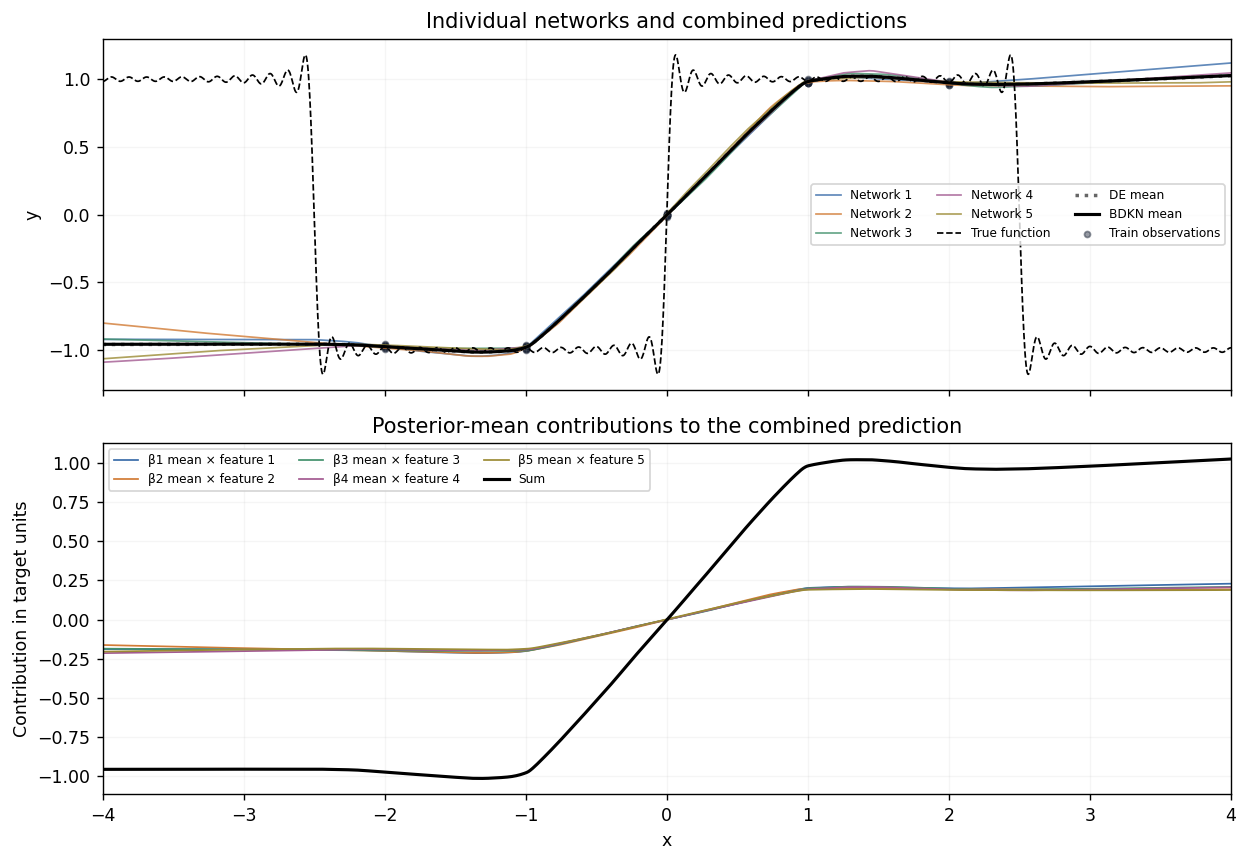 Individual networks and combined predictions
1.0
0.5
0.0
−0.5
−1.0
y
Network 1 Network 4 DE mean
Network 2 Network 5 BDKN mean
Network 3 True function Train observations
Posterior-mean contributions to the combined prediction
β1 mean × feature 1 β3 mean × feature 3 β5 mean × feature 5
β2 mean × feature 2 β4 mean × feature 4 Sum
1.00
0.75
0.50
0.25
0.00
−0.25
−0.50
−0.75
−1.00
Contribution in target units
−4 −3 −2 −1 0 1 2 3 4
x